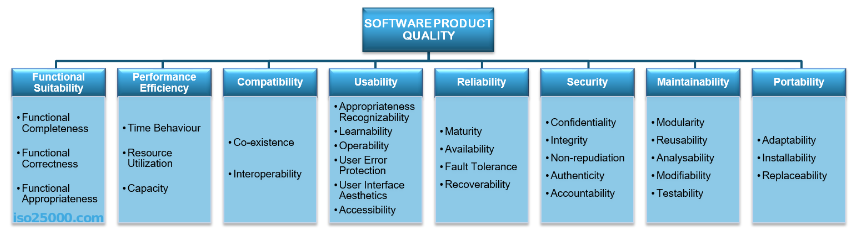 SOFTWARE PRODUCT
QUALITY
Functional
Suitability
• Functional
Completeness
• Functional
Correctness
• Functional
Appropriateness
iso25000.com
Performance
Efficiency
• Time Behaviour
• Resource
Utilization
• Capacity
Compatibility
• Co-existence
• Interoperability
Usability
• Appropriateness
Recognizability
• Learnability
• Operability
• User Error
Protection
• User Interface
Aesthetics
• Accessibility
Reliability
• Maturity
• Availability
• Fault Tolerance
• Recoverability
Security
• Confidentiality
• Integrity
• Non-repudiation
• Authenticity
• Accountability
Maintainability
• Modularity
• Reusability
• Analysability
• Modifiability
• Testability
Portability
• Adaptability
• Installability
• Replaceability